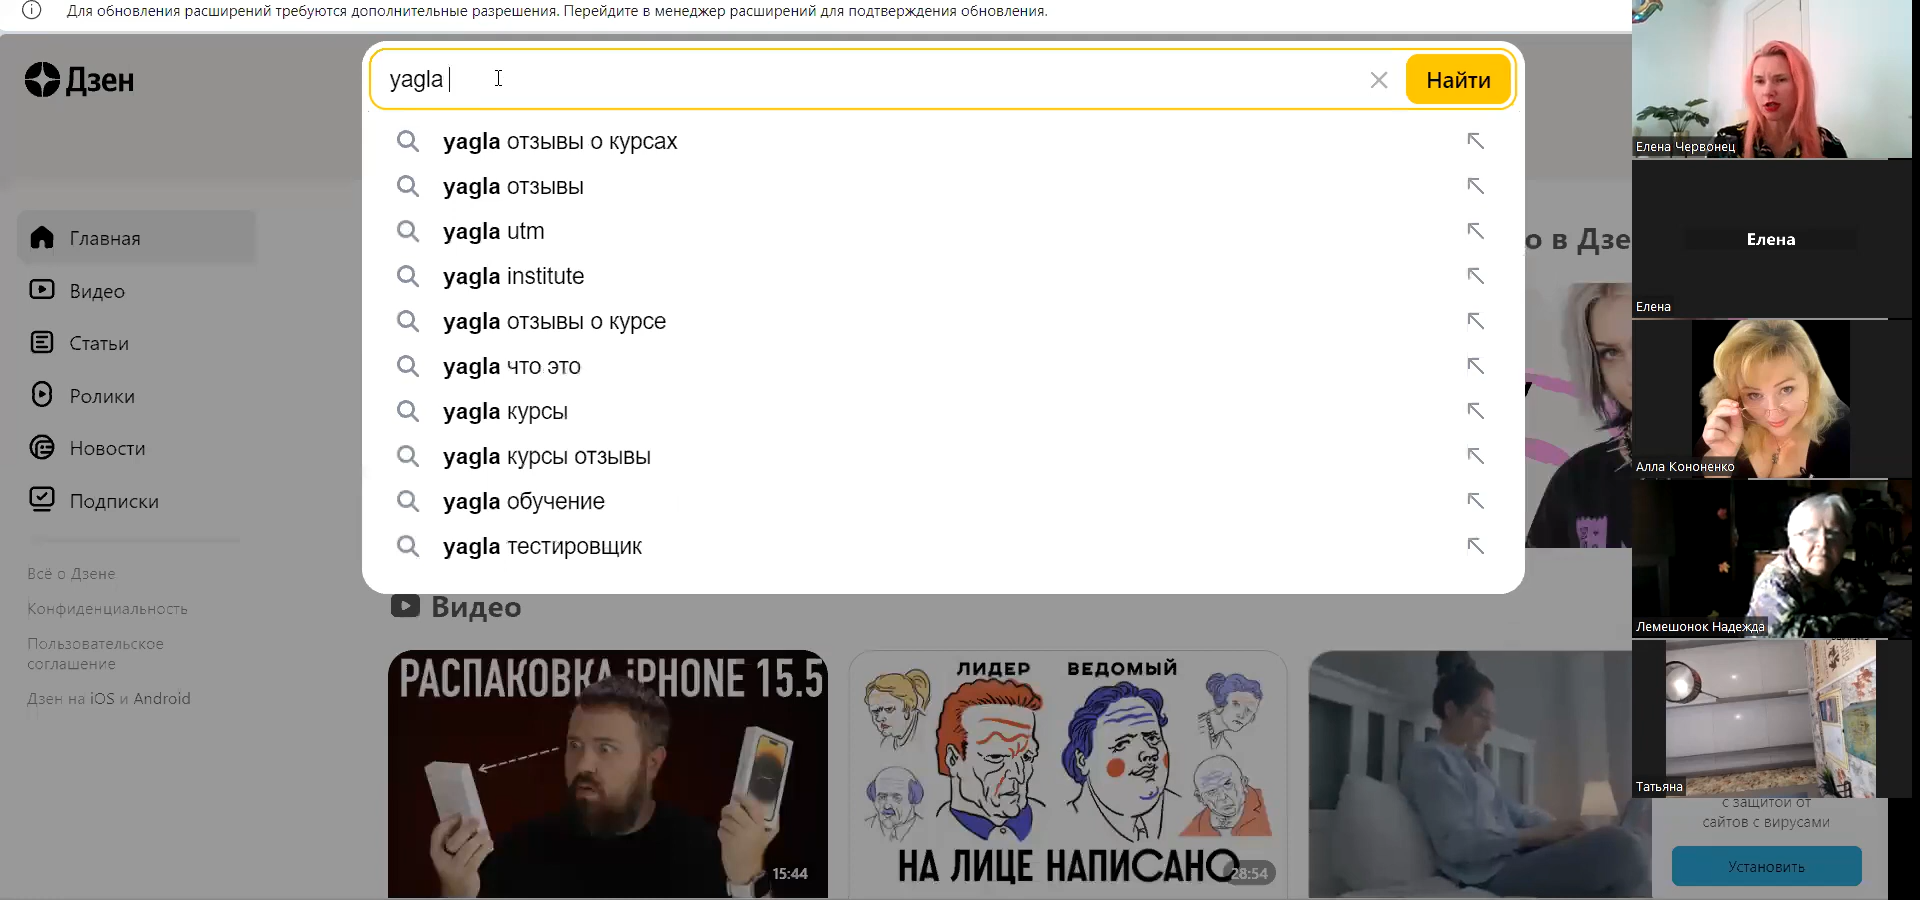 Для обновления расширений требуются дополнительные разрешения. Перейдите в менеджер расширений для подтверждения обновления.
Дзен
yagla
Найти
yagla отзывы о курсах
yagla отзывы
yagla utm
yagla institute
yagla отзывы о курсе
yagla что это
yagla курсы
yagla курсы отзывы
yagla обучение
yagla тестировщик
Главная
Видео
Статьи
Ролики
Новости
Подписки
Всё о Дзене
Конфиденциальность
Пользовательское
соглашение
Дзен на iOS и Android
о в Дзе
Видео
РАСПАКОВКА iPHONE 15.5
15:44
ЛИДЕР ВЕДОМЫЙ
НА ЛИЦЕ НАПИСАНО
28:54
Елена Червонец
Елена
Елена
Алла Кононенко
Лемешонок Надежда
Татьяна
с защитой от
сайтов с вирусами
Установить